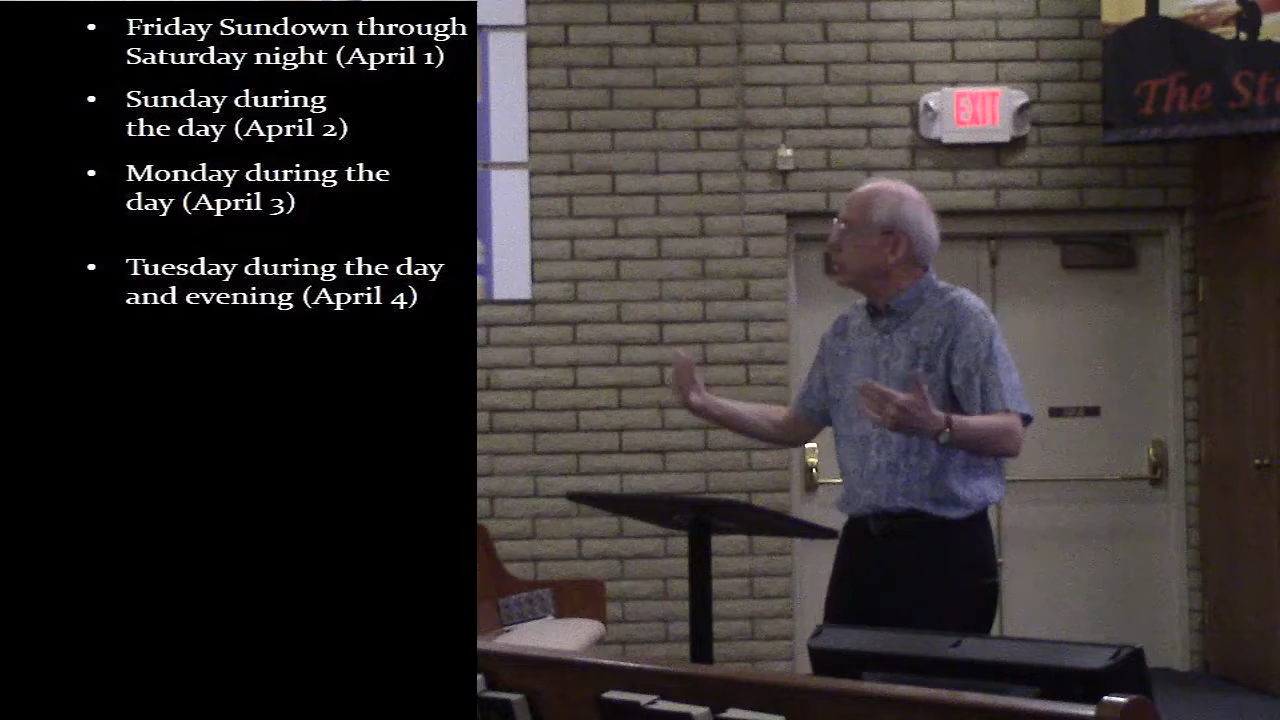 • Friday Sundown through
Saturday night (April 1)
• Sunday during
the day (April 2)
• Monday during the
day (April 3)
• Tuesday during the day
and evening (April 4)
EXIT
The